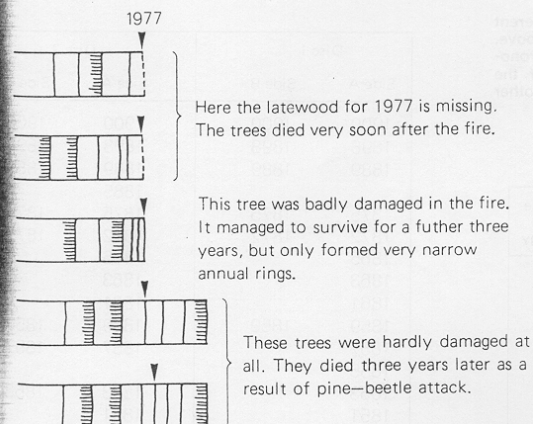 1977
Here the latewood for 1977 is missing.
The trees died very soon after the fire.
This tree was badly damaged in the fire.
It managed to survive for a futher three
years, but only formed very narrow
annual rings.
These trees were hardly damaged at
all. They died three years later as a
result of pine—beetle attack.